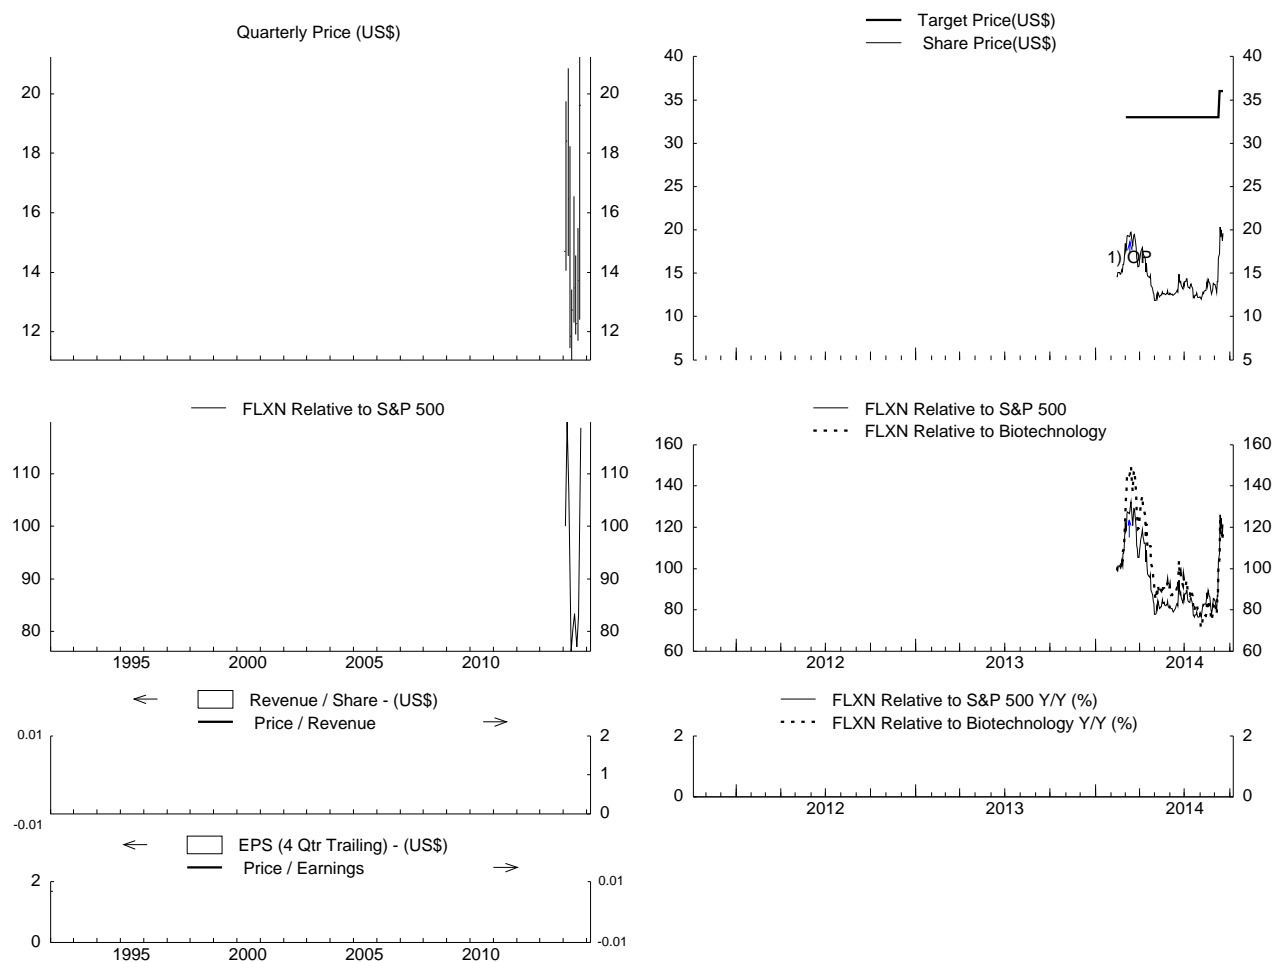 Quarterly Price (US$)
20 20
18 18
16 16
14 14
12 12
Target Price(US$)
Share Price(US$)
40 40
35 35
30 30
25 25
20 20
15 15
10 10
5 5
1) OP
FLXN Relative to S&P 500
110 110
100 100
90 90
80 80
1995 2000 2005 2010
FLXN Relative to S&P 500
FLXN Relative to Biotechnology
160 160
140 140
120 120
100 100
80 80
60 60
2012 2013 2014
Revenue / Share - (US$)
Price / Revenue
0.01 2
1
0
-0.01
FLXN Relative to S&P 500 Y/Y (%)
FLXN Relative to Biotechnology Y/Y (%)
2 2
0 0
2012 2013 2014
EPS (4 Qtr Trailing) - (US$)
Price / Earnings
2 0.01
0 -0.01
1995 2000 2005 2010